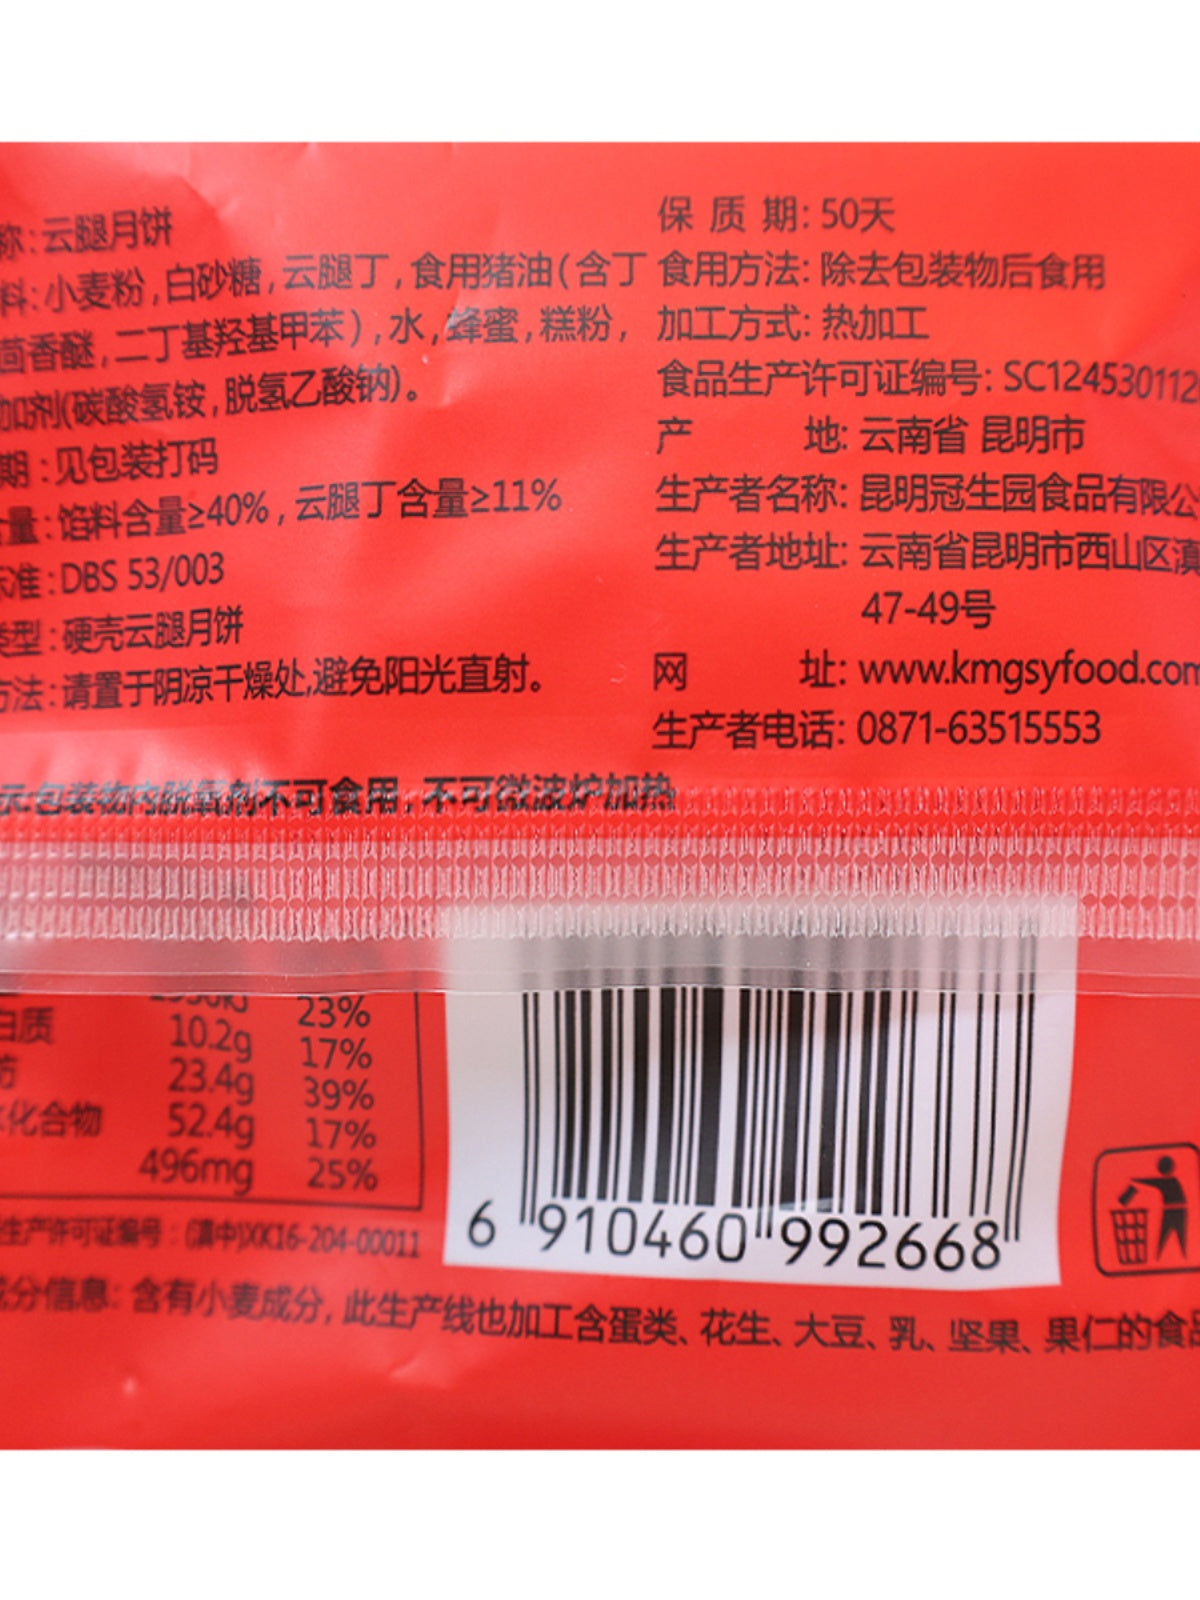 称:云腿月饼
料:小麦粉,白砂糖,云腿丁,食用猪油(含丁
茴香醚,二丁基羟基甲苯),水,蜂蜜,糕粉,
加剂(碳酸氢铵,脱氢乙酸钠)。
期:见包装打码
含量:馅料含量≥40%,云腿丁含量≥11%
标准:DBS 53/003
类型:硬壳云腿月饼
方法:请置于阴凉干燥处,避免阳光直射。
保质期:50天
食用方法:除去包装物后食用
加工方式:热加工
食品生产许可证编号:SC124530112
产地:云南省 昆明市
生产者名称:昆明冠生园食品有限公
生产者地址:云南省昆明市西山区滇
47-49号
网址:www.kmgsyfood.com
生产者电话:0871-63515553
示:包装物内脱氧剂不可食用,不可微波炉加热
23%
白质 10.2g 17%
肪 23.4g 39%
水化合物 52.4g 17%
496mg 25%
生产许可证编号:(滇中)XK16-204-00011
6 910460 992668
成分信息:含有小麦成分,此生产线也加工含蛋类、花生、大豆、乳、坚果、果仁的食品